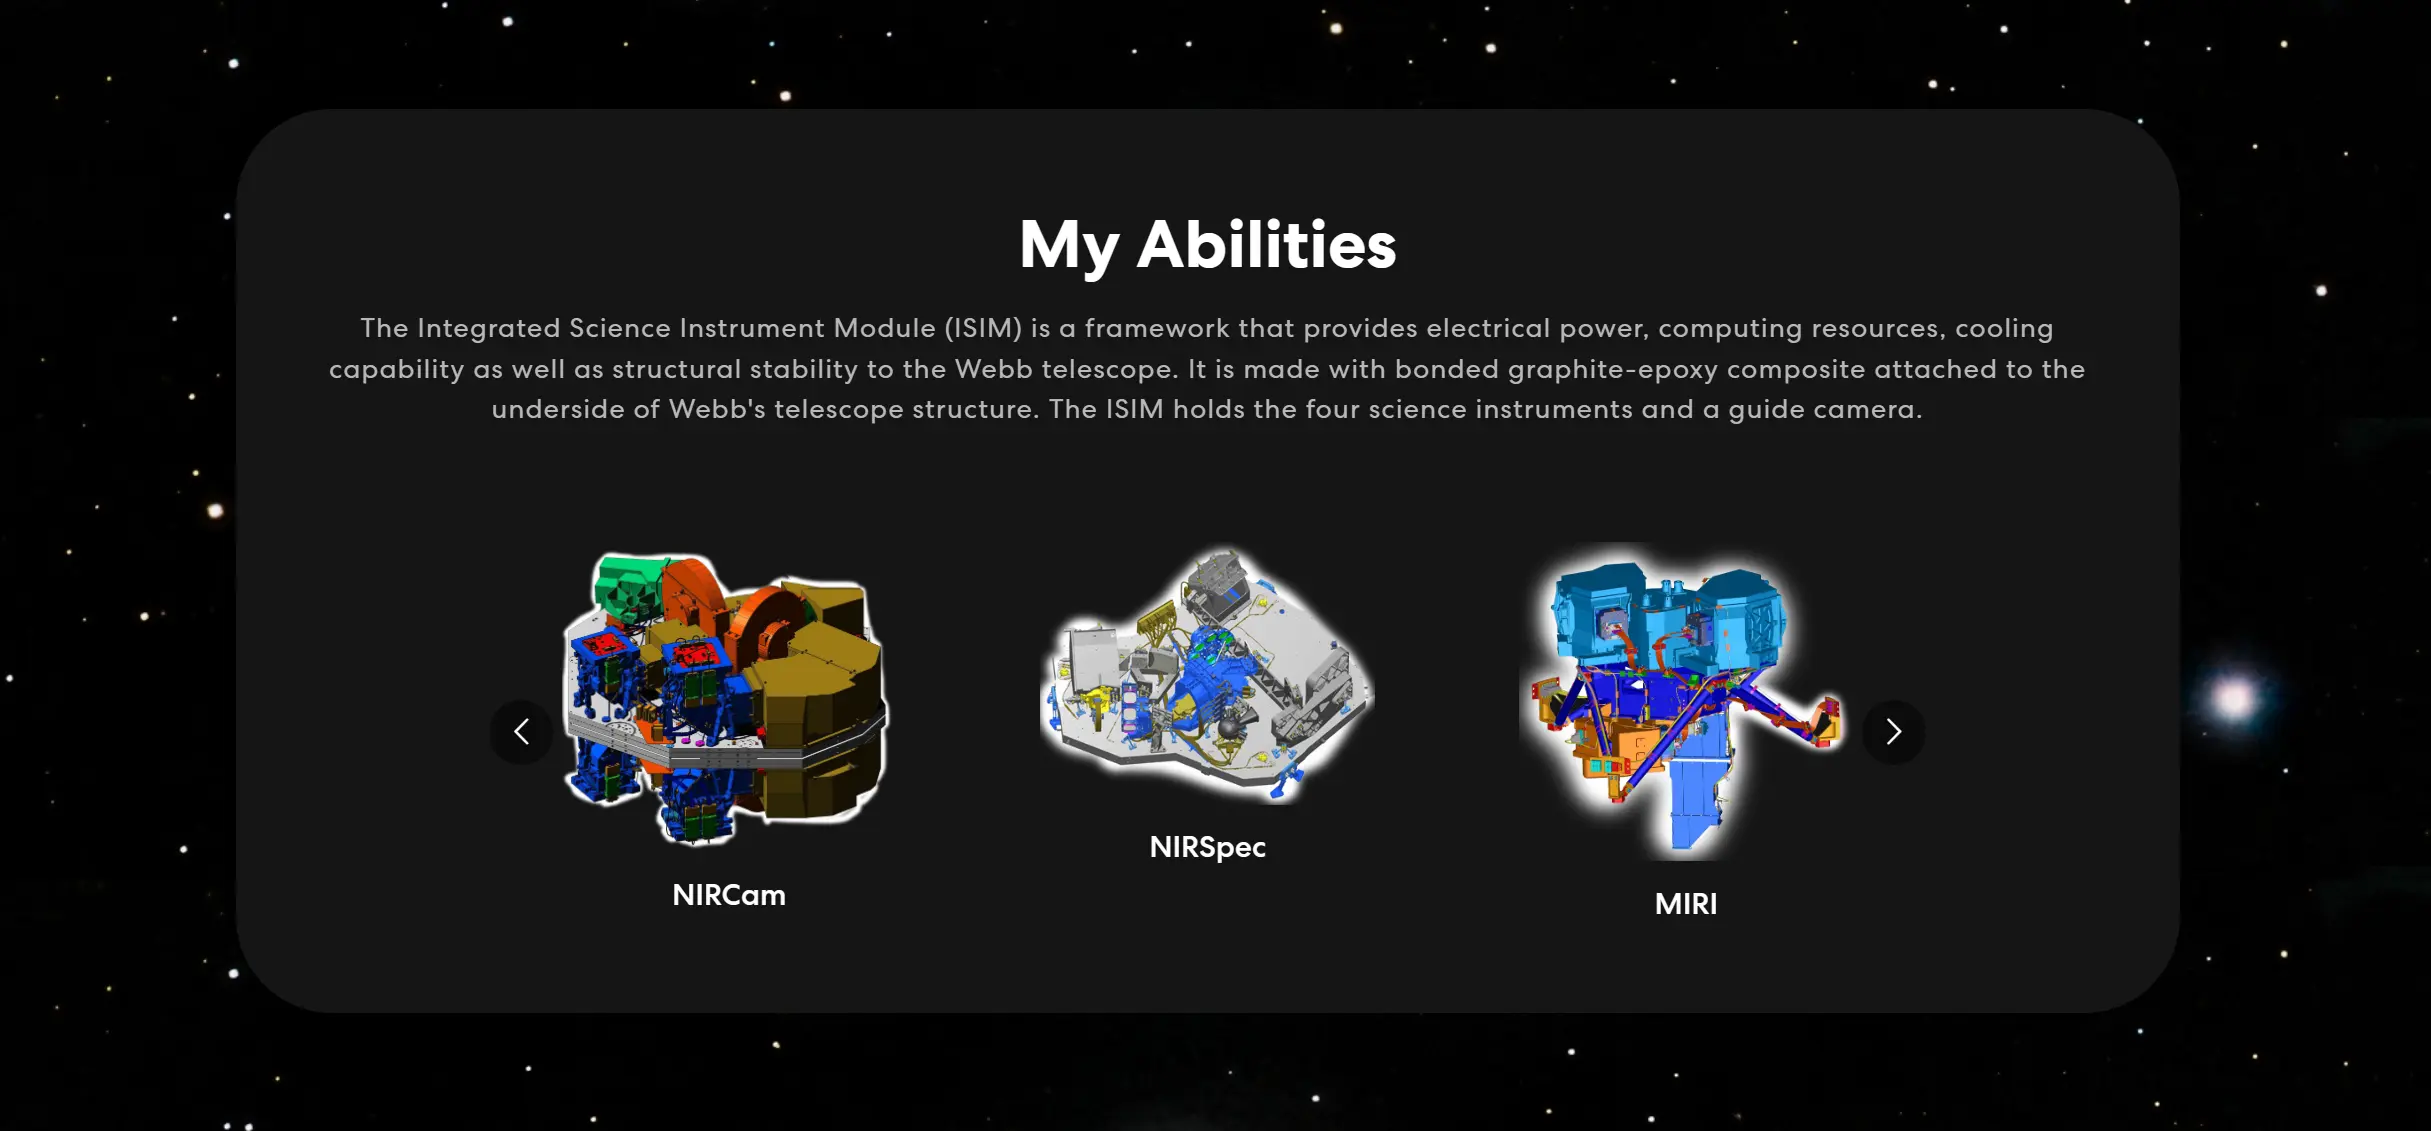 My Abilities
The Integrated Science Instrument Module (ISIM) is a framework that provides electrical power, computing resources, cooling
capability as well as structural stability to the Webb telescope. It is made with bonded graphite-epoxy composite attached to the
underside of Webb's telescope structure. The ISIM holds the four science instruments and a guide camera.
NIRCam
NIRSpec
MIRI